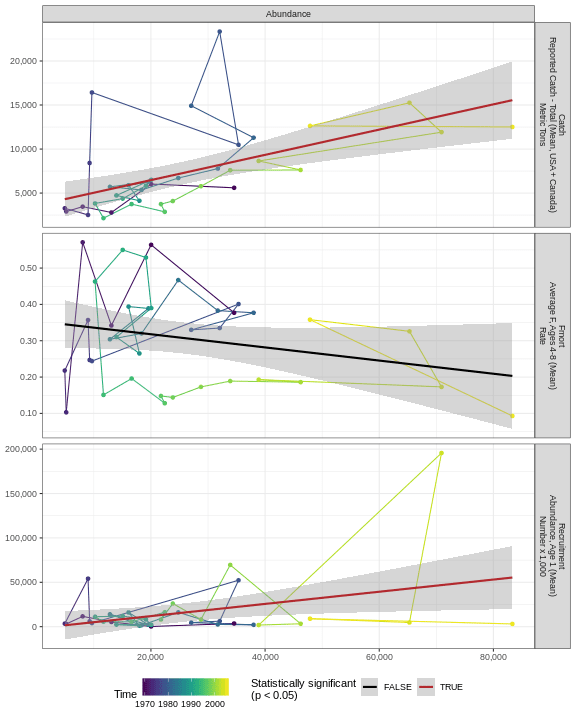 Abundance
20,000
15,000
10,000
5,000
Catch
Reported Catch - Total (Mean, USA + Canada)
Metric Tons
0.50
0.40
0.30
0.20
0.10
Fmort
Average F, Ages 4-8 (Mean)
Rate
200,000
150,000
100,000
50,000
0
Recruitment
Abundance, Age 1 (Mean)
Number x 1,000
20,000 40,000 60,000 80,000
Time
1970 1980 1990 2000
Statistically significant
(p < 0.05)
FALSE TRUE